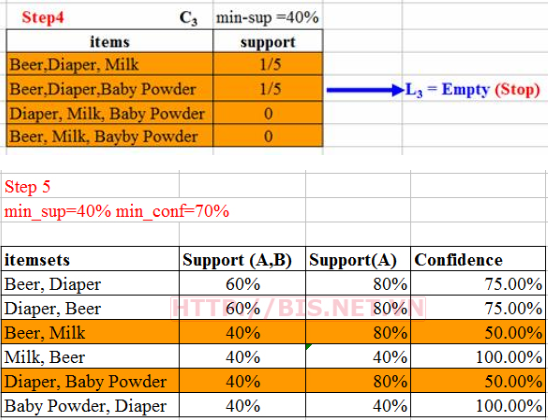 Step4 C3 min-sup =40%
items support
Beer,Diaper, Milk 1/5
Beer,Diaper,Baby Powder 1/5 L3 = Empty (Stop)
Diaper, Milk, Baby Powder 0
Beer, Milk, Bayby Powder 0
Step 5
min_sup=40% min_conf=70%
itemsets Support (A,B) Support(A) Confidence
Beer, Diaper 60% 80% 75.00%
Diaper, Beer 60% 80% 75.00%
HTTP://BIS.NET.VN
Beer, Milk 40% 80% 50.00%
Milk, Beer 40% 40% 100.00%
Diaper, Baby Powder 40% 80% 50.00%
Baby Powder, Diaper 40% 40% 100.00%